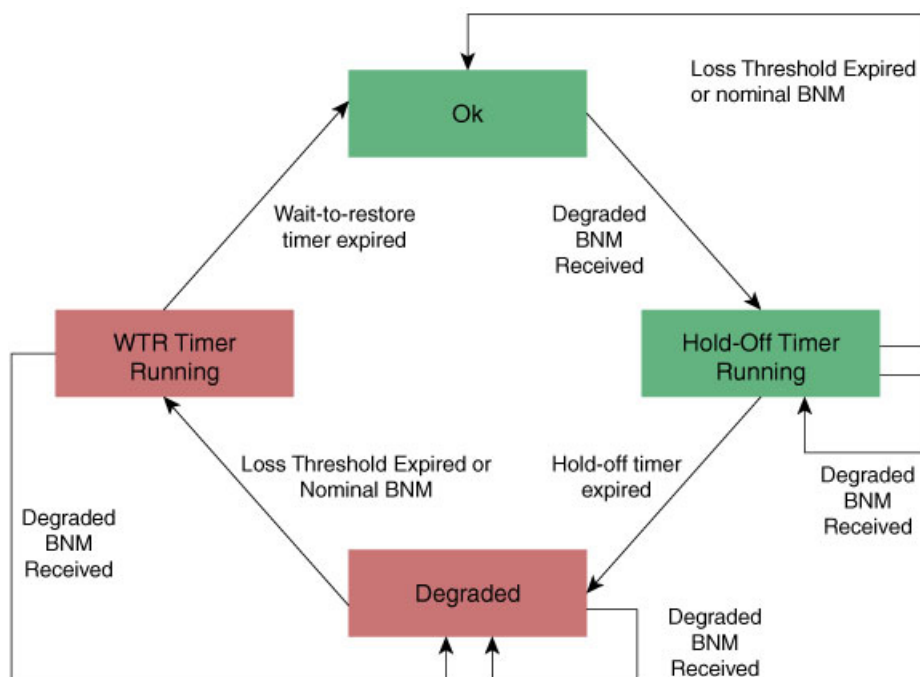 Loss Threshold Expired
or nominal BNM
Ok
Wait-to-restore
timer expired
Degraded
BNM
Received
WTR Timer
Running
Hold-Off Timer
Running
Loss Threshold Expired or
Nominal BNM
Hold-off timer
expired
Degraded
BNM
Received
Degraded
BNM
Received
Degraded
Degraded
BNM
Received